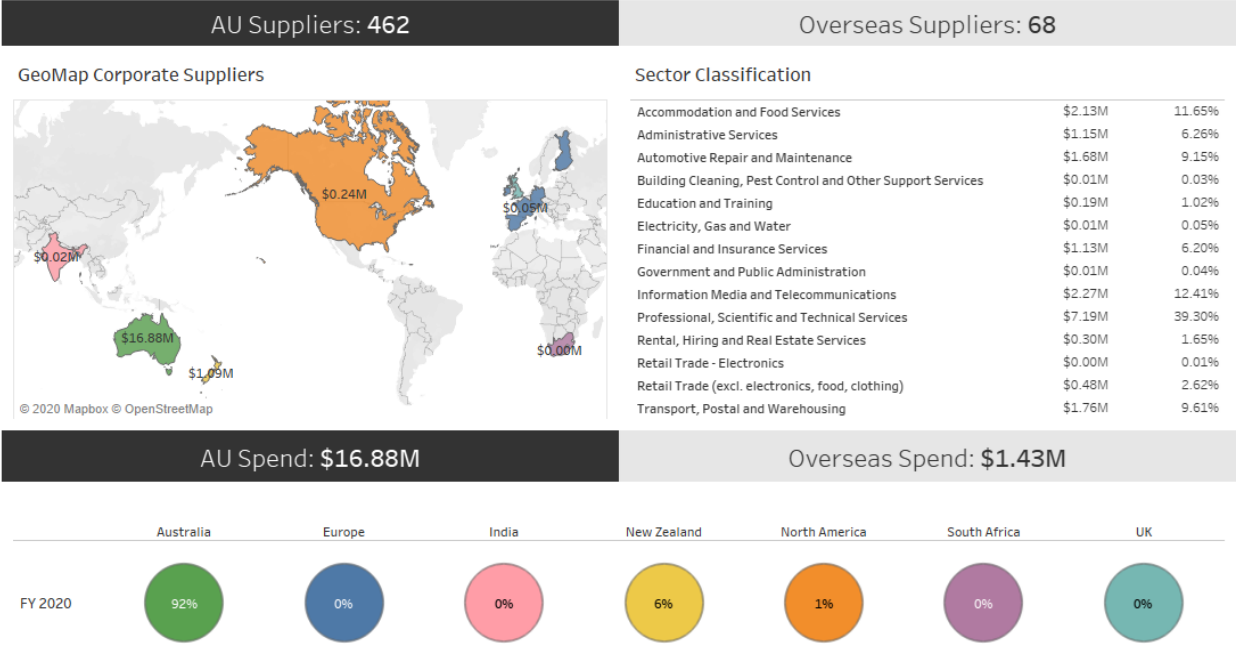 AU Suppliers: 462
Overseas Suppliers: 68
GeoMap Corporate Suppliers
$0.24M
$0.05M
$0.02M
$16.88M
$1.09M
$0.00M
© 2020 Mapbox © OpenStreetMap
Sector Classification
Accommodation and Food Services $2.13M 11.65%
Administrative Services $1.15M 6.26%
Automotive Repair and Maintenance $1.68M 9.15%
Building Cleaning, Pest Control and Other Support Services $0.01M 0.03%
Education and Training $0.19M 1.02%
Electricity, Gas and Water $0.01M 0.05%
Financial and Insurance Services $1.13M 6.20%
Government and Public Administration $0.01M 0.04%
Information Media and Telecommunications $2.27M 12.41%
Professional, Scientific and Technical Services $7.19M 39.30%
Rental, Hiring and Real Estate Services $0.30M 1.65%
Retail Trade - Electronics $0.00M 0.01%
Retail Trade (excl. electronics, food, clothing) $0.48M 2.62%
Transport, Postal and Warehousing $1.76M 9.61%
AU Spend: $16.88M
Overseas Spend: $1.43M
Australia Europe India New Zealand North America South Africa UK
FY 2020 92% 0% 0% 6% 1% 0% 0%